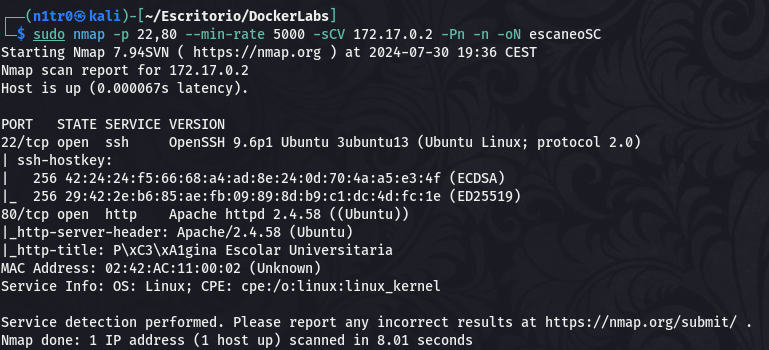 ┌──(n1tr0㉿kali)-[~/Escritorio/DockerLabs]
└─$ sudo nmap -p 22,80 --min-rate 5000 -sCV 172.17.0.2 -Pn -n -oN escaneoSC
Starting Nmap 7.94SVN ( https://nmap.org ) at 2024-07-30 19:36 CEST
Nmap scan report for 172.17.0.2
Host is up (0.000067s latency).

PORT   STATE SERVICE VERSION
22/tcp open  ssh     OpenSSH 9.6p1 Ubuntu 3ubuntu13 (Ubuntu Linux; protocol 2.0)
| ssh-hostkey:
|   256 42:24:24:f5:66:68:a4:ad:8e:24:0d:70:4a:a5:e3:4f (ECDSA)
|_  256 29:42:2e:b6:85:ae:fb:09:89:8d:b9:c1:dc:4d:fc:1e (ED25519)
80/tcp open  http    Apache httpd 2.4.58 ((Ubuntu))
|_http-server-header: Apache/2.4.58 (Ubuntu)
|_http-title: P\xC3\xA1gina Escolar Universitaria
MAC Address: 02:42:AC:11:00:02 (Unknown)
Service Info: OS: Linux; CPE: cpe:/o:linux:linux_kernel

Service detection performed. Please report any incorrect results at https://nmap.org/submit/ .
Nmap done: 1 IP address (1 host up) scanned in 8.01 seconds